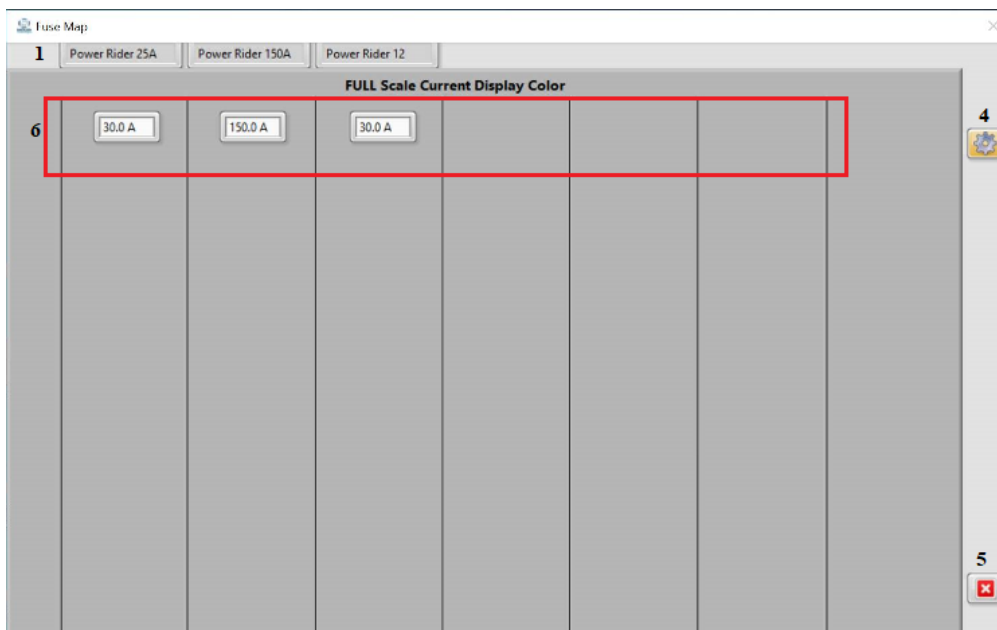 Fuse Map
1 Power Rider 25A Power Rider 150A Power Rider 12
FULL Scale Current Display Color
6 30.0 A 150.0 A 30.0 A
4
5